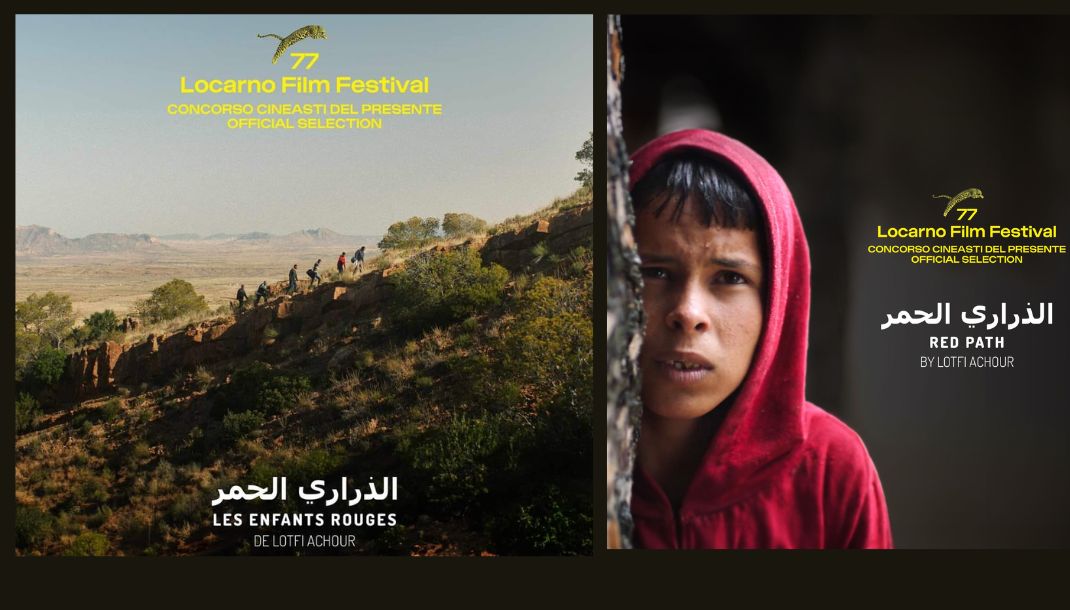 77
Locarno Film Festival
CONCORSO CINEASTI DEL PRESENTE
OFFICIAL SELECTION
الذراري الحمر
LES ENFANTS ROUGES
DE LOTFI ACHOUR
77
Locarno Film Festival
CONCORSO CINEASTI DEL PRESENTE
OFFICIAL SELECTION
الذراري الحمر
RED PATH
BY LOTFI ACHOUR